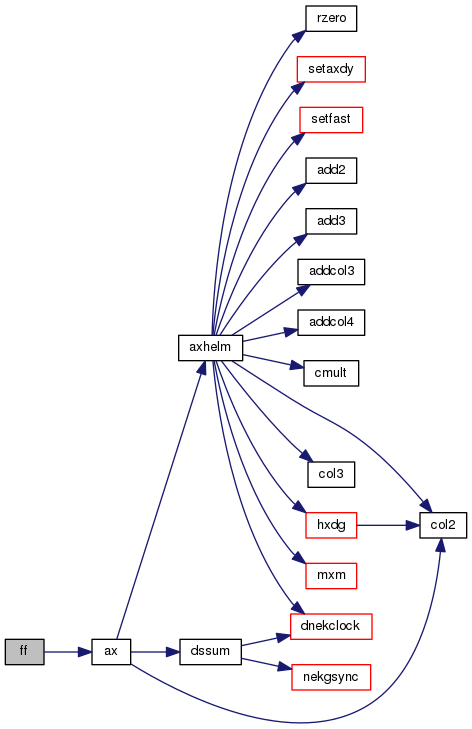 rzero
setaxdy
setfast
add2
add3
addcol3
addcol4
axhelm
cmult
col3
hxdg
col2
mxm
dnekclock
ff
ax
dssum
nekgsync